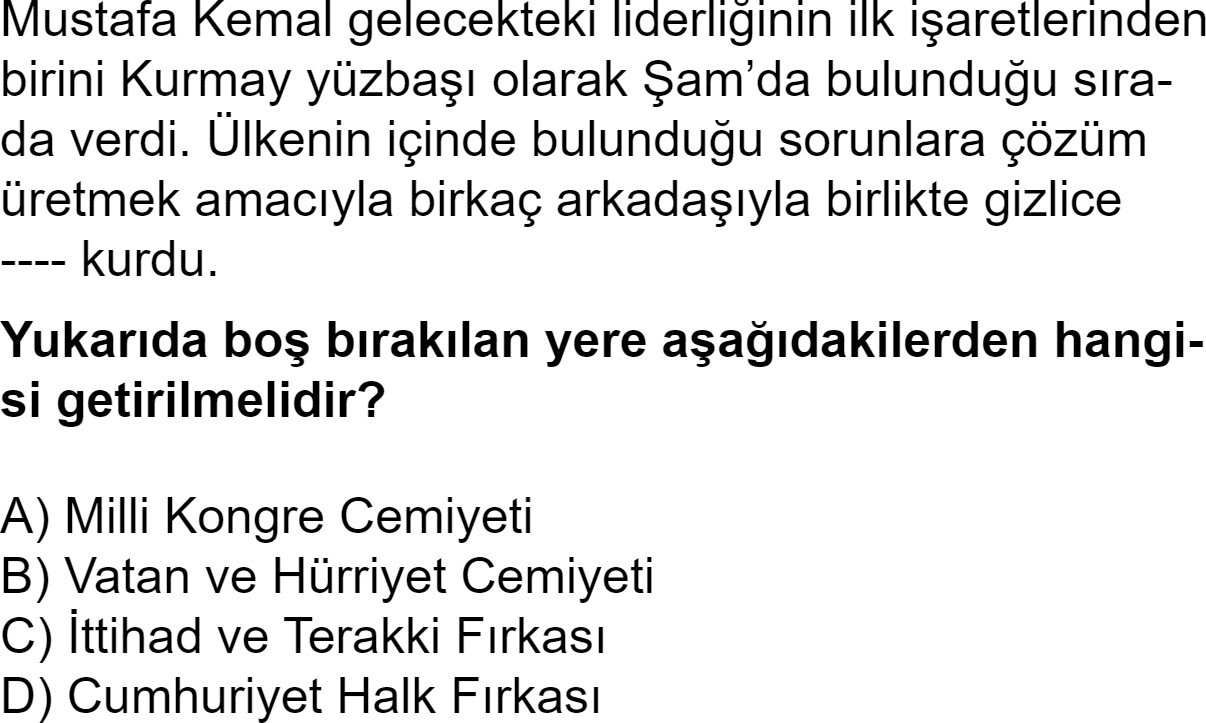 Mustafa Kemal gelecekteki liderliğinin ilk işaretlerinden
birini Kurmay yüzbaşı olarak Şam’da bulunduğu sıra-
da verdi. Ülkenin içinde bulunduğu sorunlara çözüm
üretmek amacıyla birkaç arkadaşıyla birlikte gizlice
---- kurdu.
Yukarıda boş bırakılan yere aşağıdakilerden hangi-
si getirilmelidir?
A) Milli Kongre Cemiyeti
B) Vatan ve Hürriyet Cemiyeti
C) İttihad ve Terakki Fırkası
D) Cumhuriyet Halk Fırkası